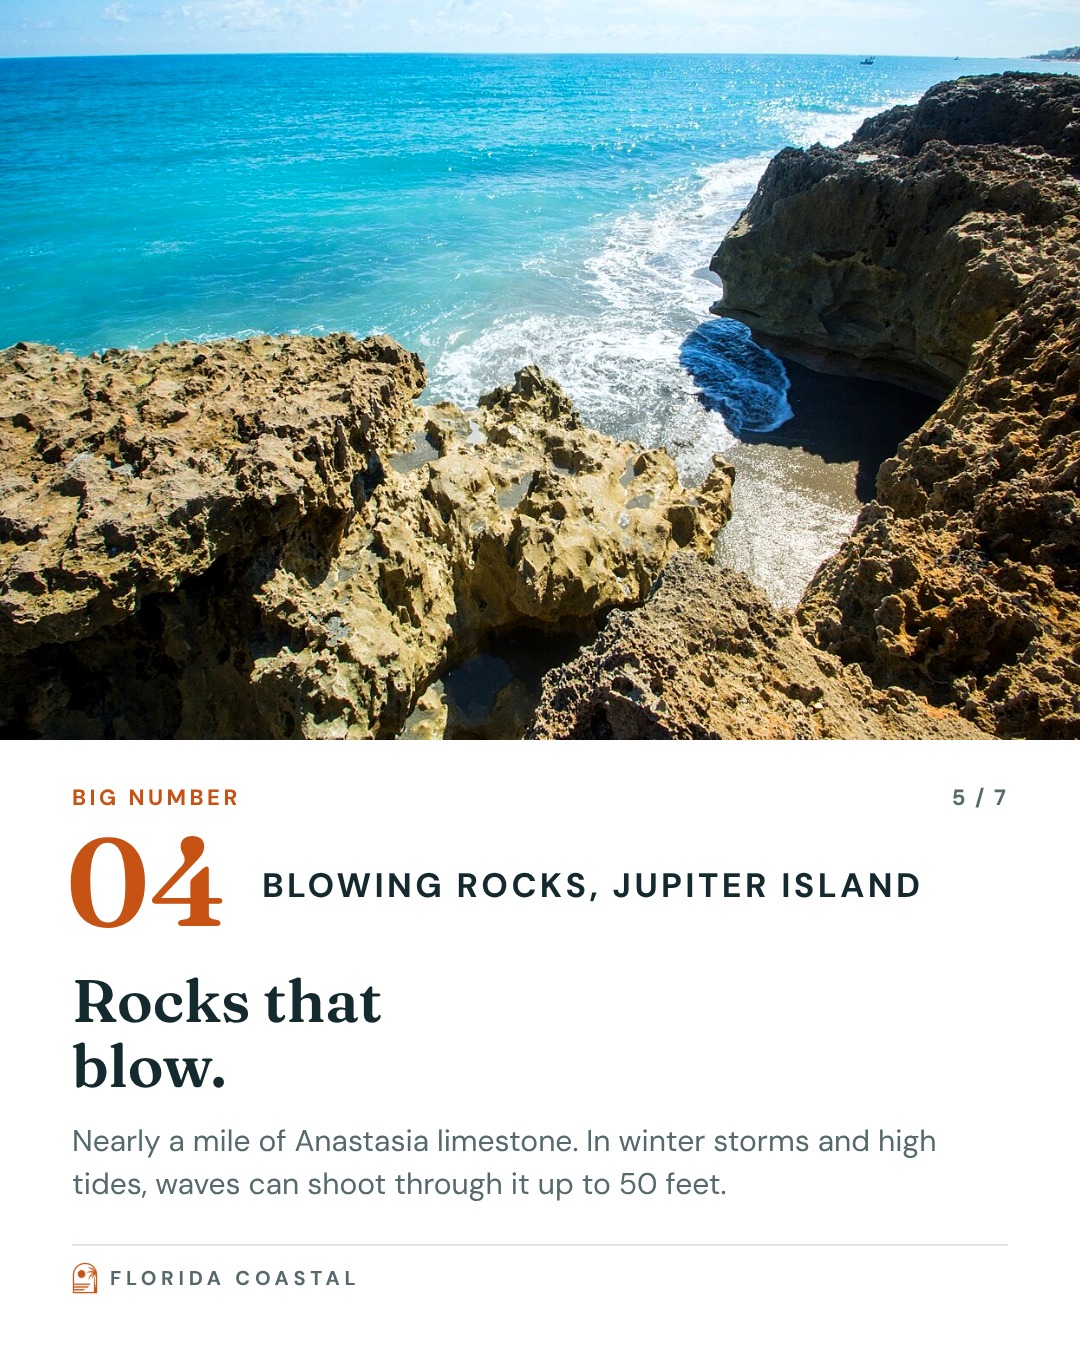 BIG NUMBER
5 / 7
04
BLOWING ROCKS, JUPITER ISLAND
Rocks that
blow.
Nearly a mile of Anastasia limestone. In winter storms and high
tides, waves can shoot through it up to 50 feet.
FLORIDA COASTAL